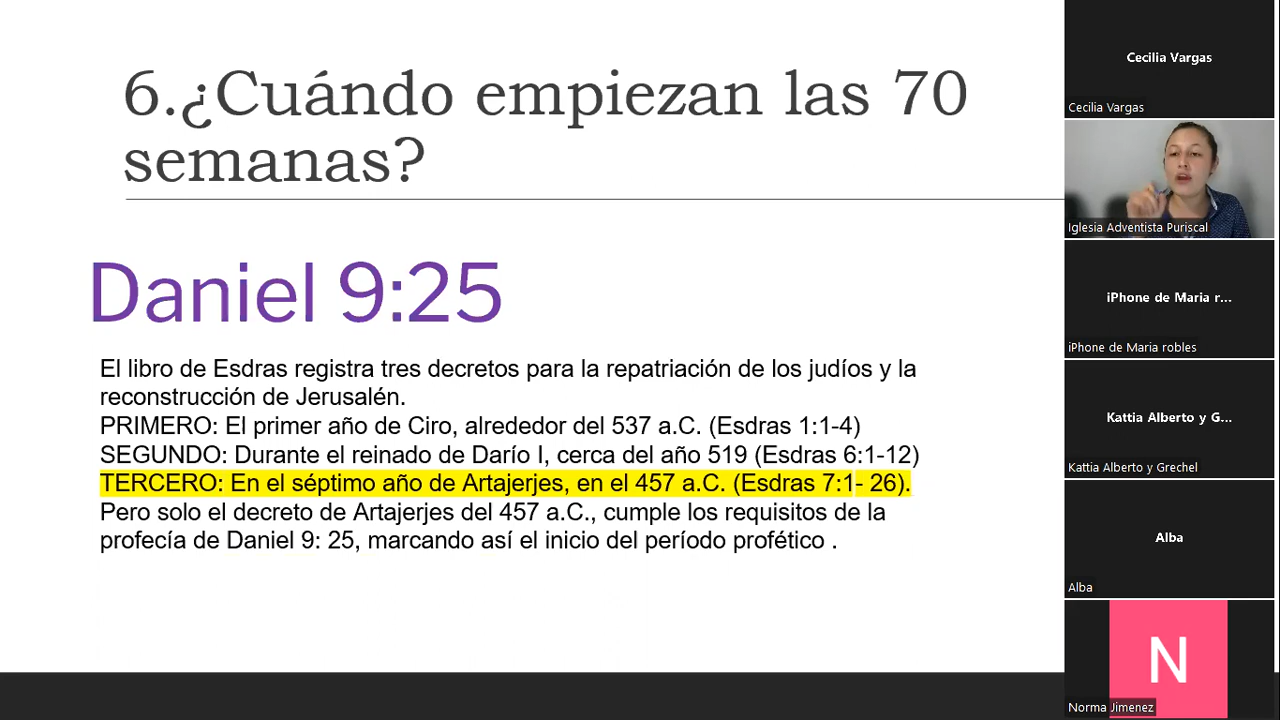 6.¿Cuándo empiezan las 70
semanas?
Daniel 9:25
El libro de Esdras registra tres decretos para la repatriación de los judíos y la
reconstrucción de Jerusalén.
PRIMERO: El primer año de Ciro, alrededor del 537 a.C. (Esdras 1:1-4)
SEGUNDO: Durante el reinado de Darío I, cerca del año 519 (Esdras 6:1-12)
TERCERO: En el séptimo año de Artajerjes, en el 457 a.C. (Esdras 7:1- 26).
Pero solo el decreto de Artajerjes del 457 a.C., cumple los requisitos de la
profecía de Daniel 9: 25, marcando así el inicio del período profético .
Cecilia Vargas
Cecilia Vargas
Iglesia Adventista Puriscal
iPhone de Maria r...
iPhone de Maria robles
Kattia Alberto y G...
Kattia Alberto y Grechel
Alba
Alba
N
Norma Jimenez